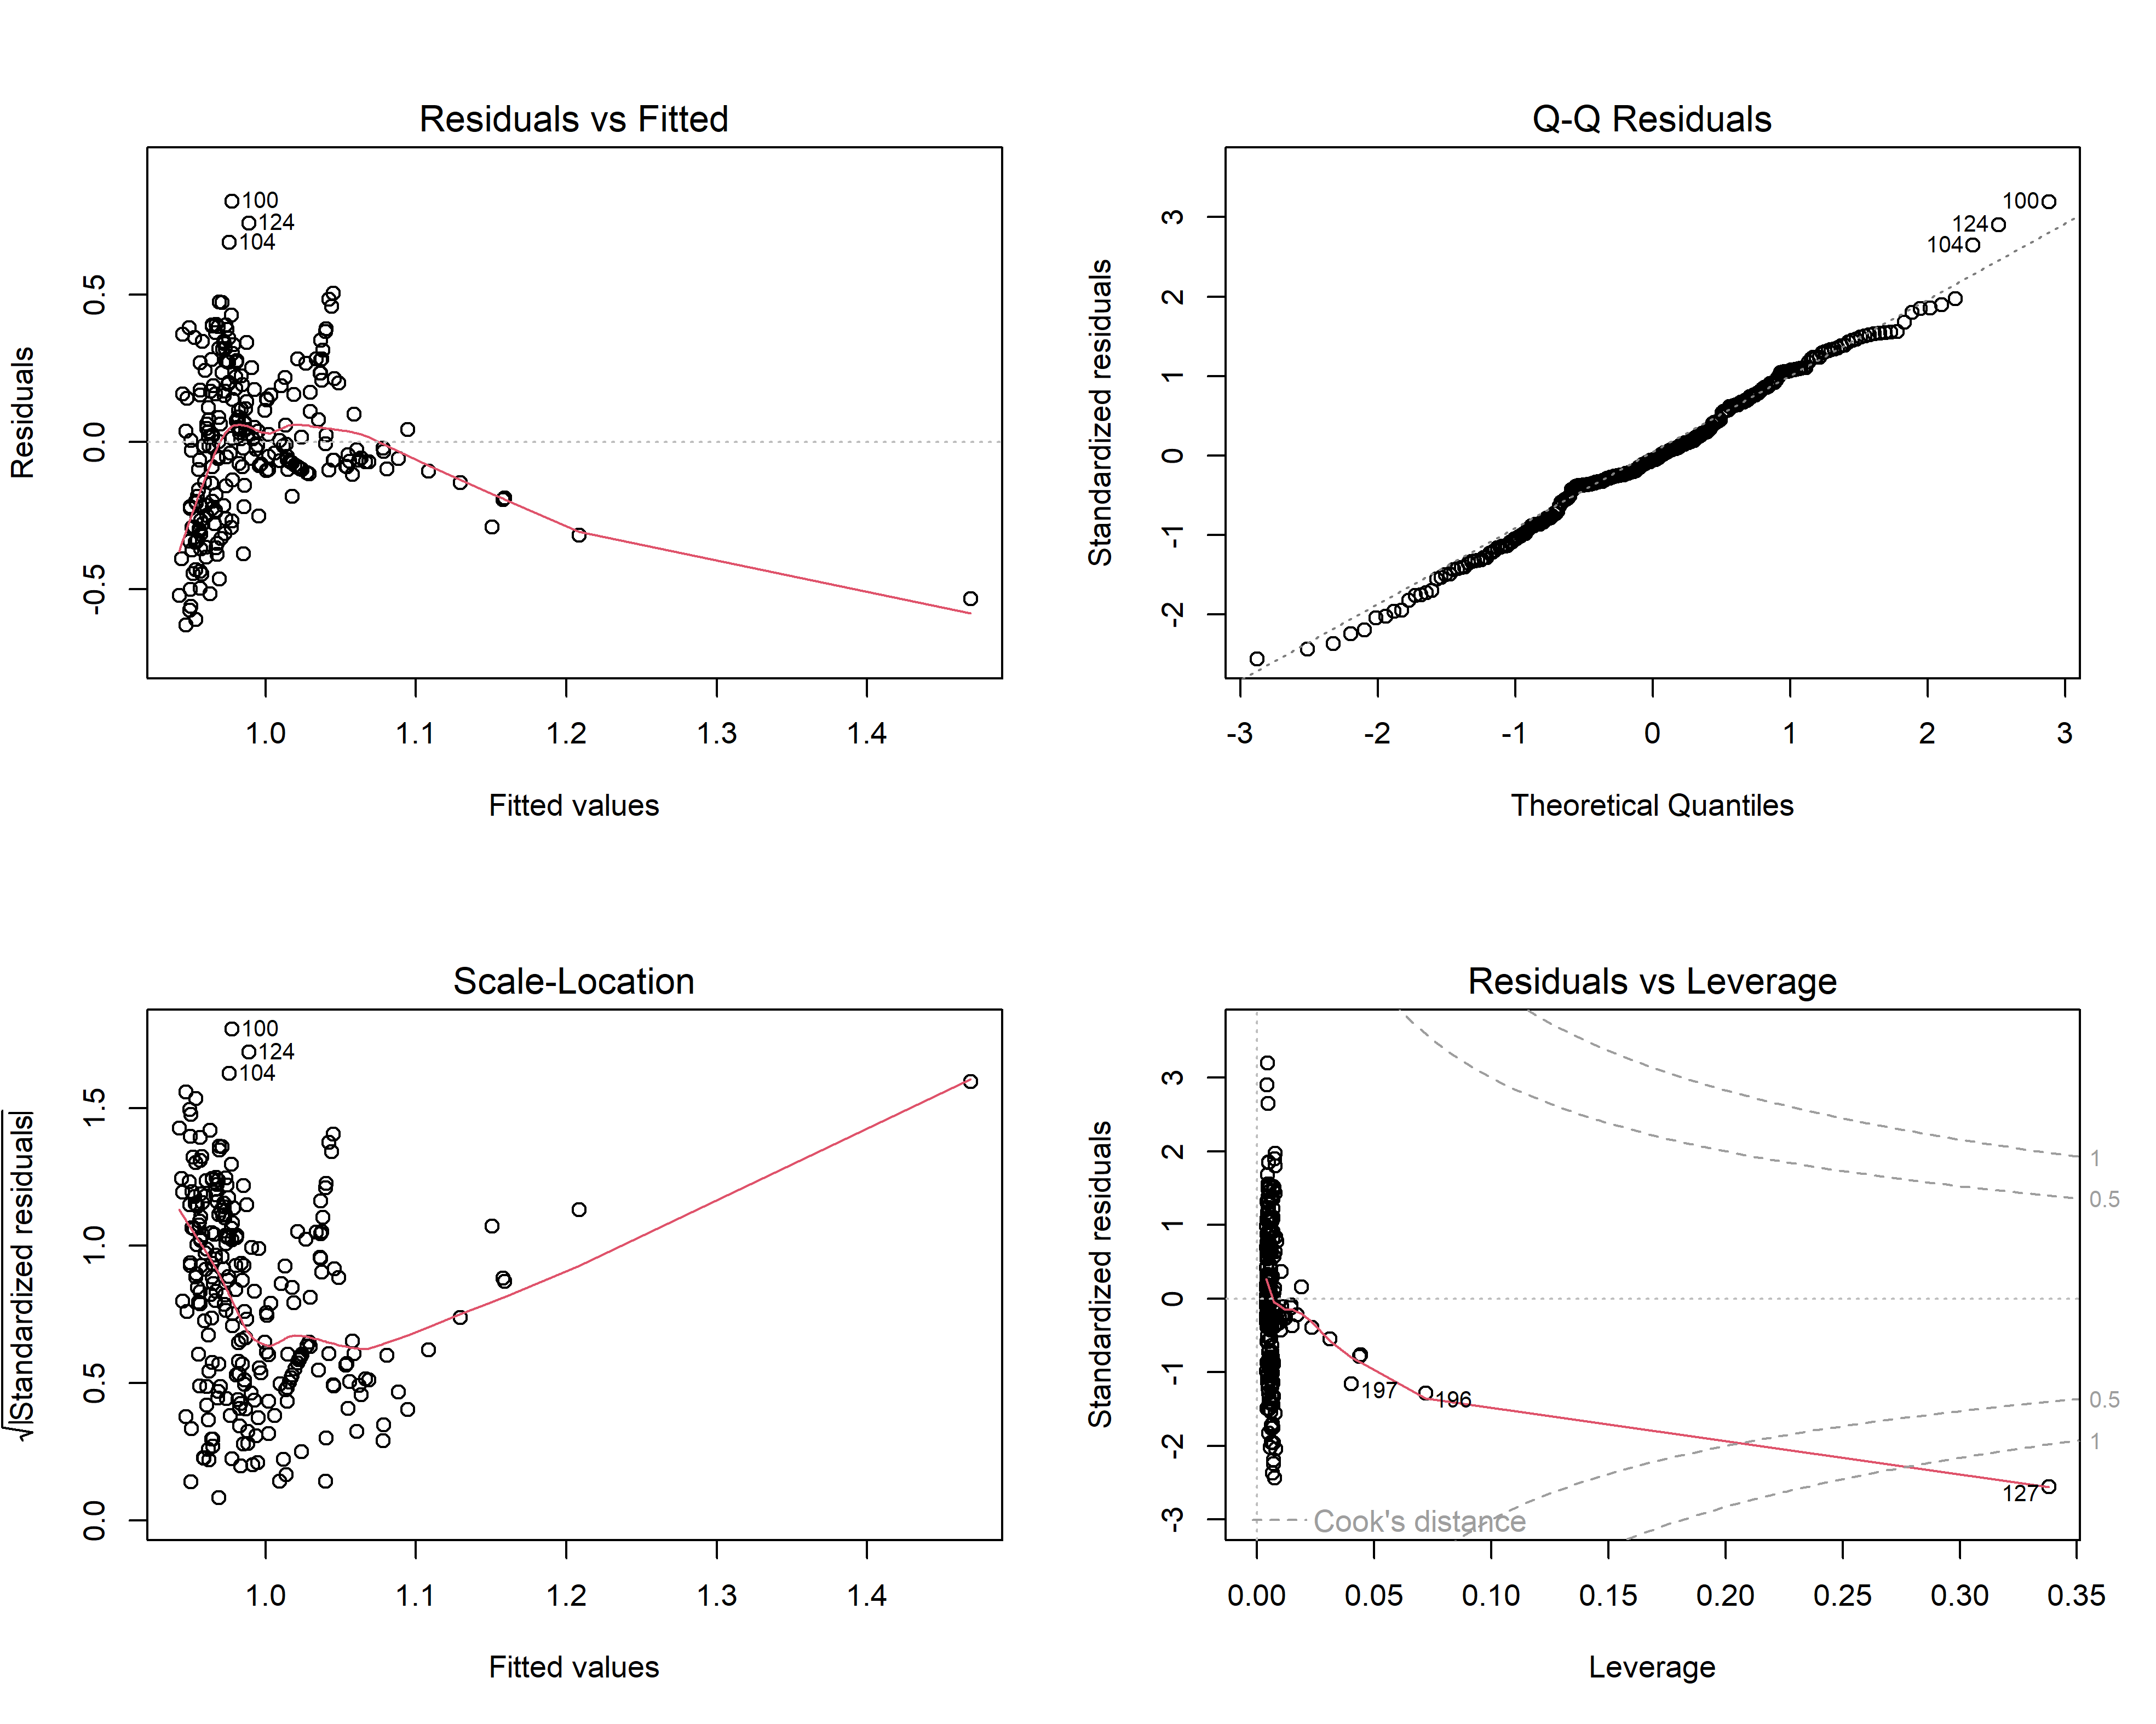 Residuals vs Fitted
Residuals
100
124
104
0.5
0.0
-0.5
1.0 1.1 1.2 1.3 1.4
Fitted values
Q-Q Residuals
Standardized residuals
100
124
104
3
2
1
0
-1
-2
-3 -2 -1 0 1 2 3
Theoretical Quantiles
Scale-Location
√|Standardized residuals|
100
124
104
1.5
1.0
0.5
0.0
1.0 1.1 1.2 1.3 1.4
Fitted values
Residuals vs Leverage
Standardized residuals
3
2
1
0
-1
-2
-3
1
0.5
0.5
1
197
196
127
Cook's distance
0.00 0.05 0.10 0.15 0.20 0.25 0.30 0.35
Leverage